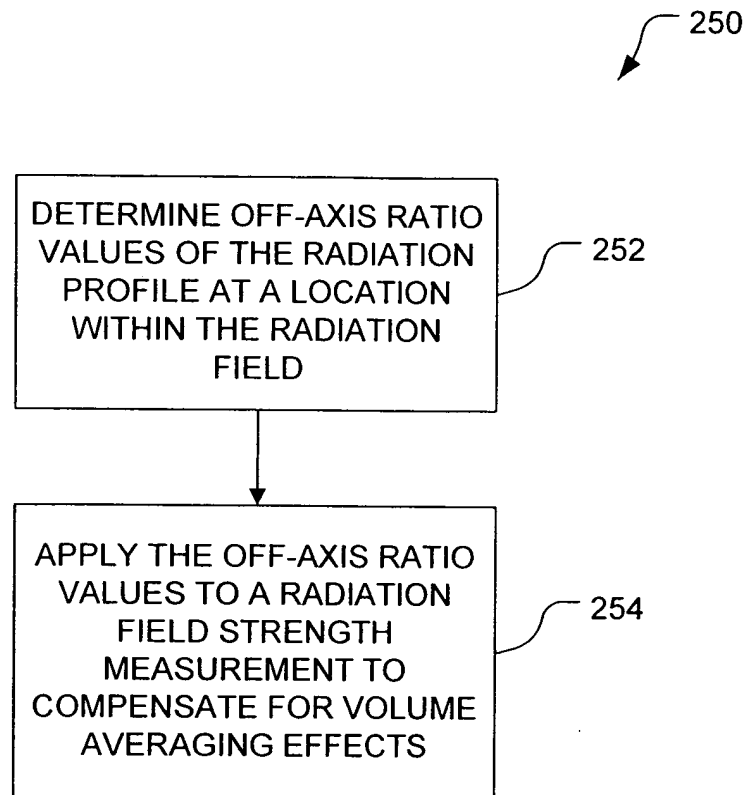 250
DETERMINE OFF-AXIS RATIO
VALUES OF THE RADIATION
PROFILE AT A LOCATION
WITHIN THE RADIATION
FIELD
252
APPLY THE OFF-AXIS RATIO
VALUES TO A RADIATION
FIELD STRENGTH
MEASUREMENT TO
COMPENSATE FOR VOLUME
AVERAGING EFFECTS
254